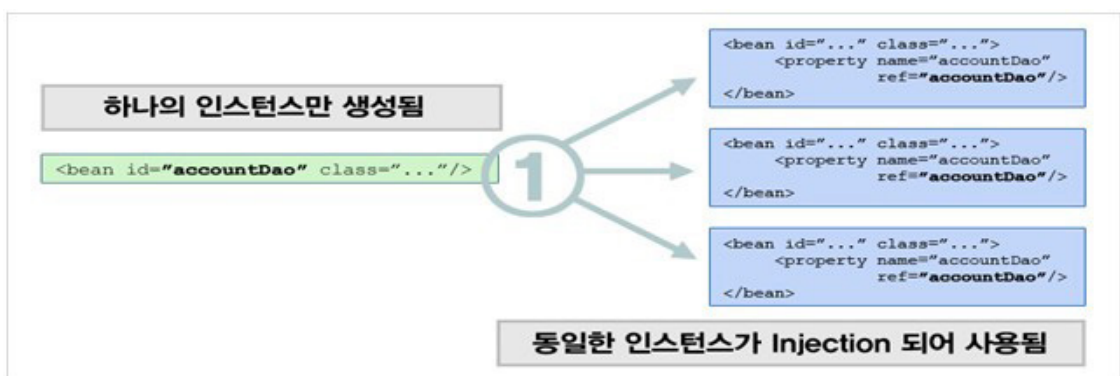 하나의 인스턴스만 생성됨
<bean id="accountDao" class="..."/>
1
<bean id="..." class="...">
<property name="accountDao"
ref="accountDao"/>
</bean>
<bean id="..." class="...">
<property name="accountDao"
ref="accountDao"/>
</bean>
<bean id="..." class="...">
<property name="accountDao"
ref="accountDao"/>
</bean>
동일한 인스턴스가 Injection 되어 사용됨